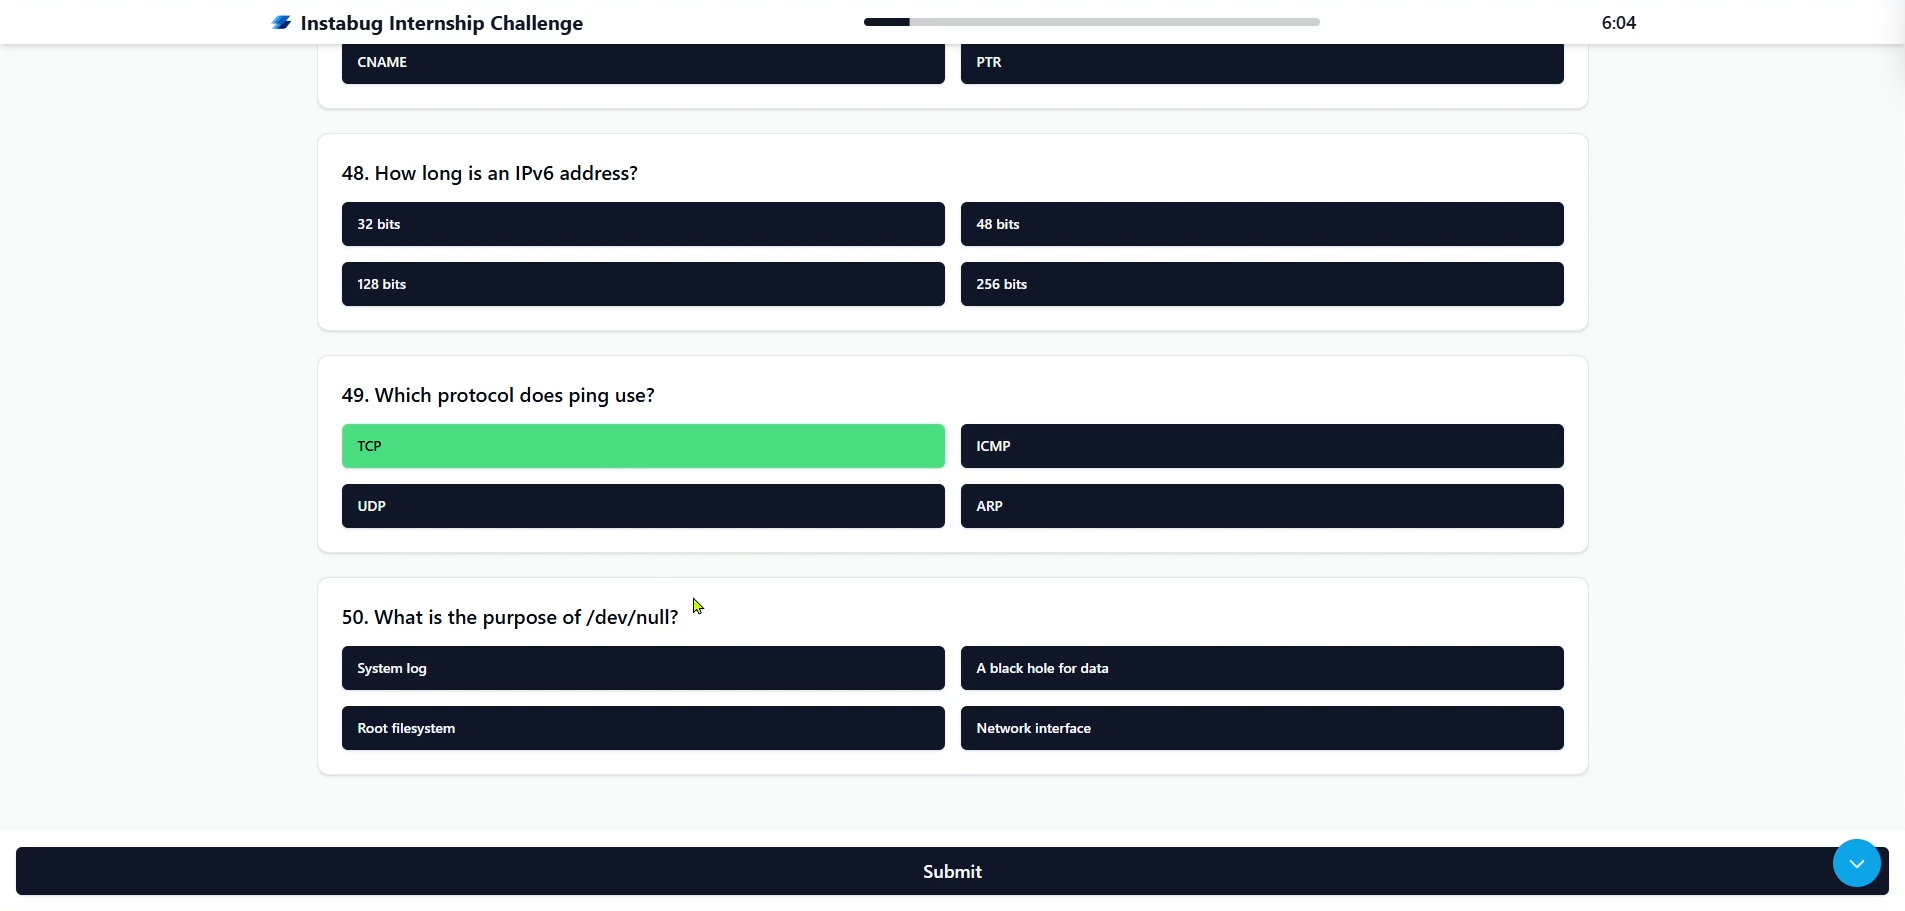 Instabug Internship Challenge
6:04
CNAME
PTR
48. How long is an IPv6 address?
32 bits
48 bits
128 bits
256 bits
49. Which protocol does ping use?
TCP
ICMP
UDP
ARP
50. What is the purpose of /dev/null?
System log
A black hole for data
Root filesystem
Network interface
Submit